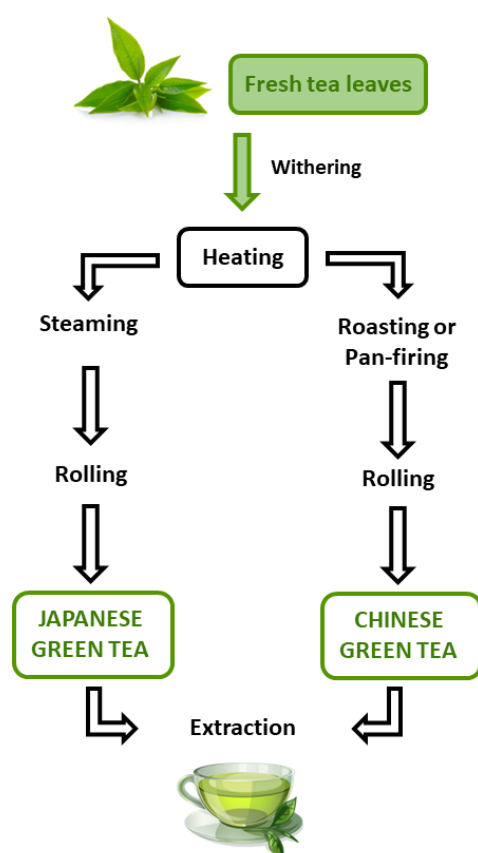 Fresh tea leaves
Withering
Heating
Steaming
Roasting or
Pan-firing
Rolling
Rolling
JAPANESE
GREEN TEA
CHINESE
GREEN TEA
Extraction